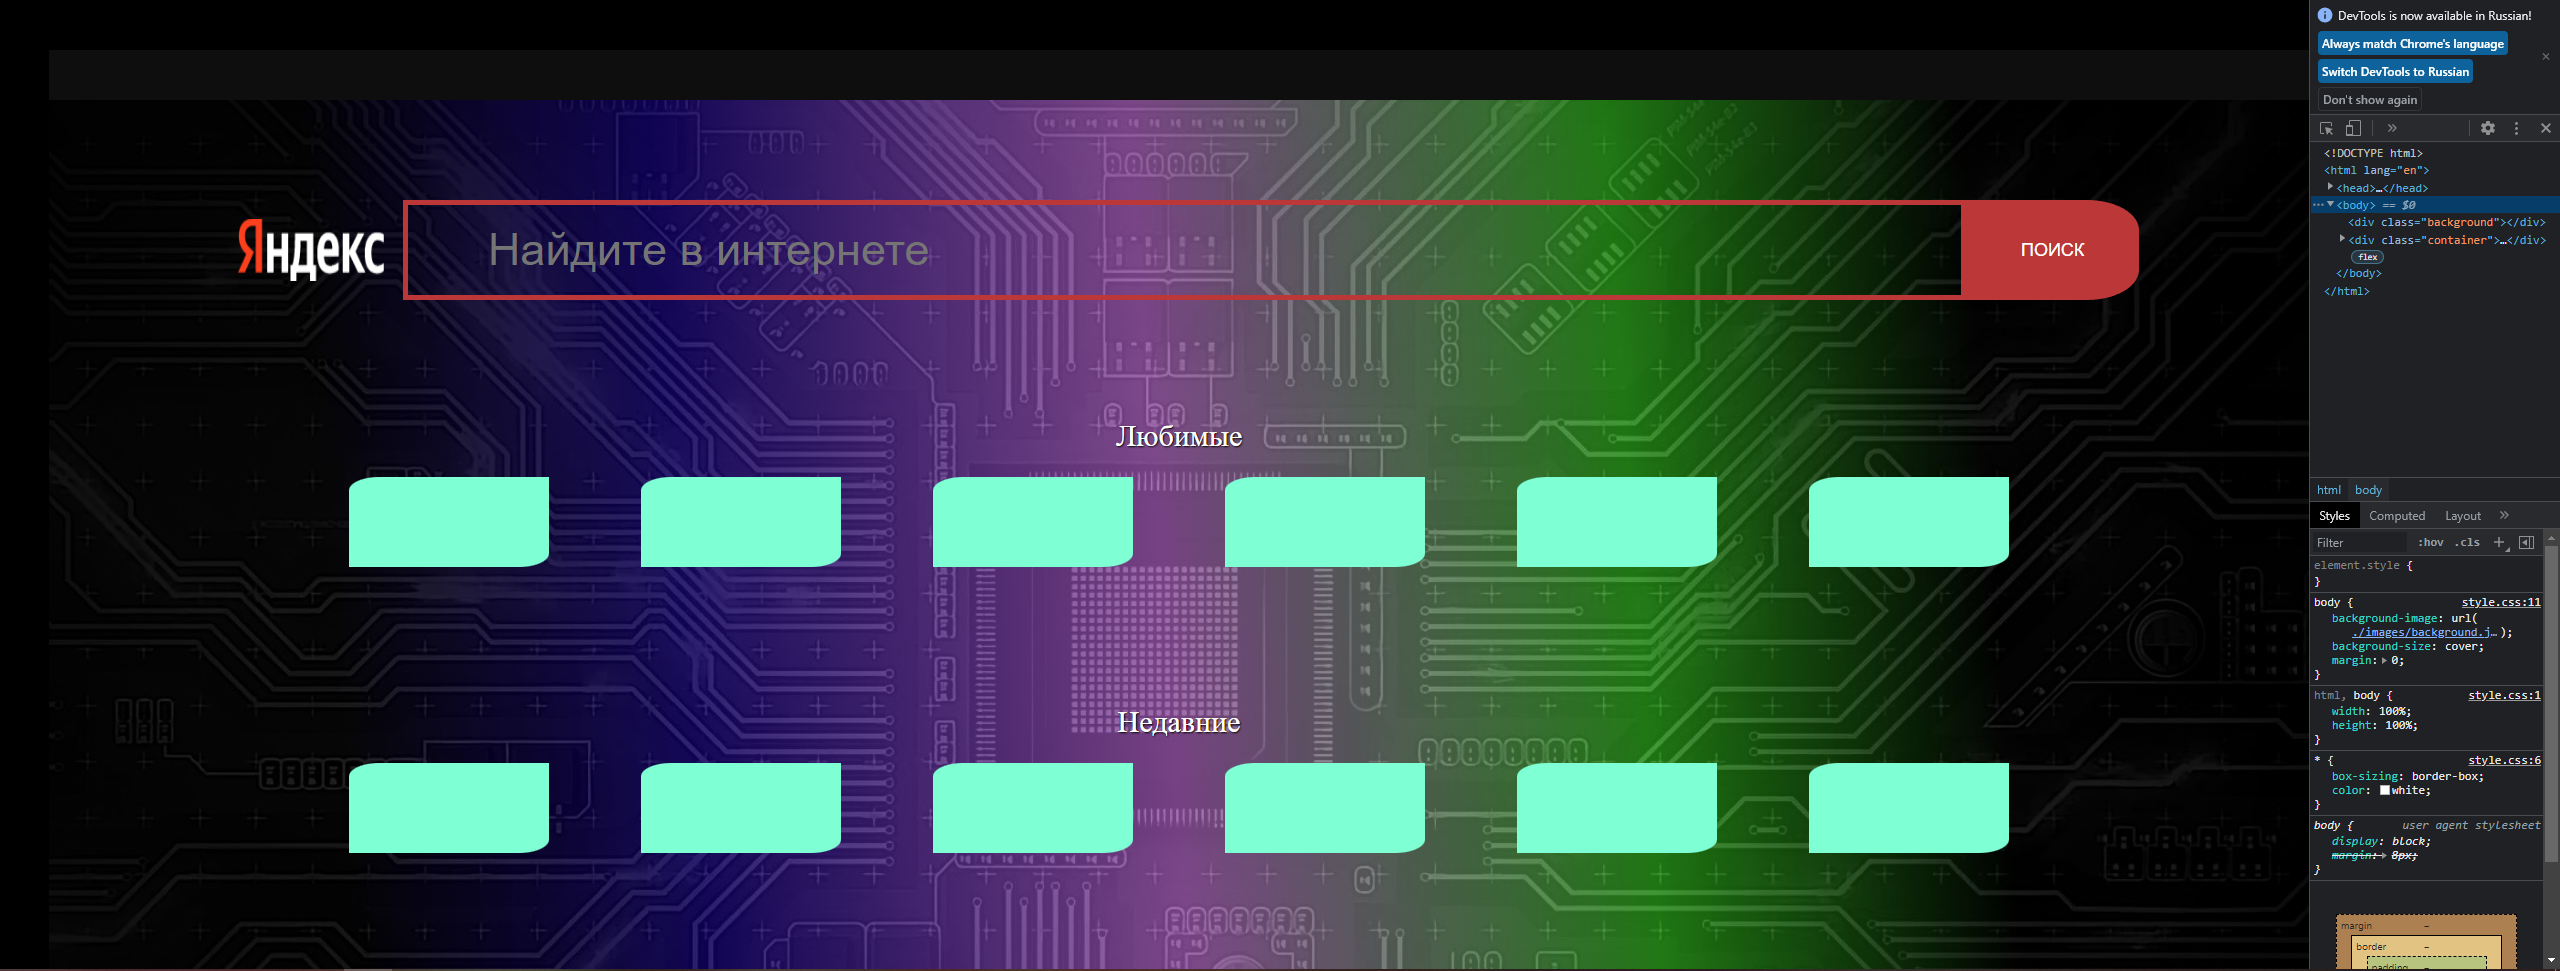 Яндекс
Найдите в интернете
ПОИСК
Любимые
Недавние
DevTools is now available in Russian!
Always match Chrome's language
Switch DevTools to Russian
Don't show again
<!DOCTYPE html>
<html lang="en">
<head>…</head>
<body> == $0
<div class="background"></div>
<div class="container">…</div>
flex
</body>
</html>
html body
Styles Computed Layout
Filter :hov .cls
element.style {
}
body { style.css:11
background-image: url(
./images/background.j… );
background-size: cover;
margin: 0;
}
html, body { style.css:1
width: 100%;
height: 100%;
}
* { style.css:6
box-sizing: border-box;
color: white;
}
body { user agent stylesheet
display: block;
margin: 8px;
}
margin –
border –
padding